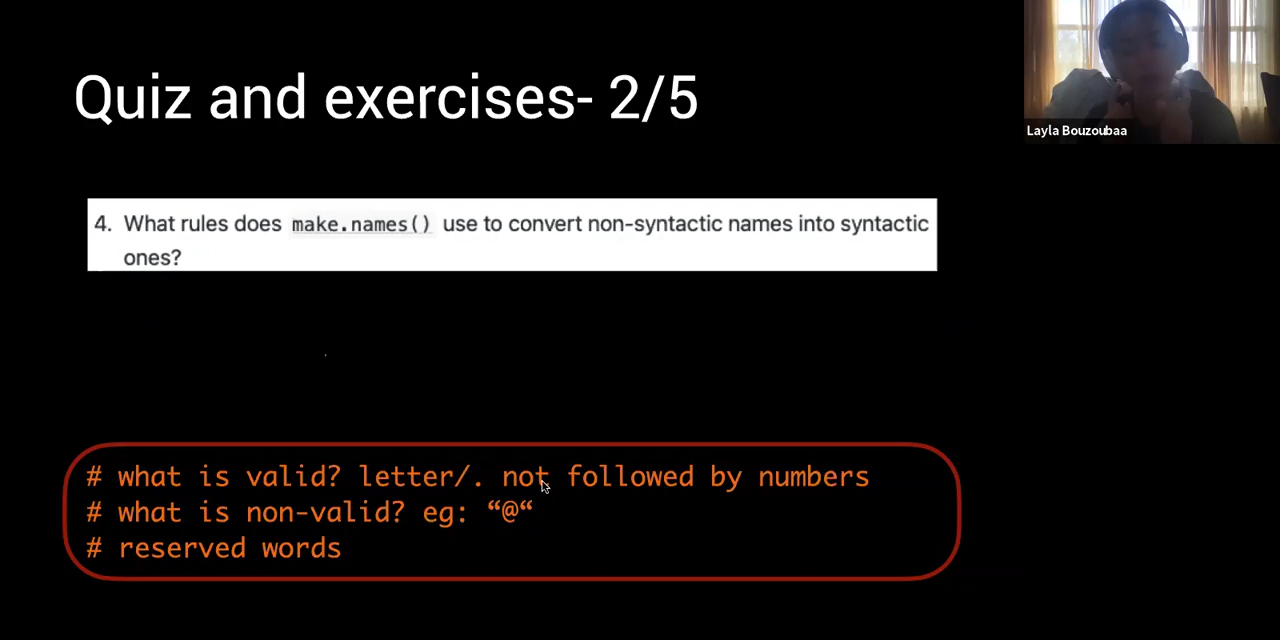 Quiz and exercises- 2/5
Layla Bouzoubaa
4. What rules does make.names() use to convert non-syntactic names into syntactic
ones?
# what is valid? letter/. not followed by numbers
# what is non-valid? eg: “@“
# reserved words